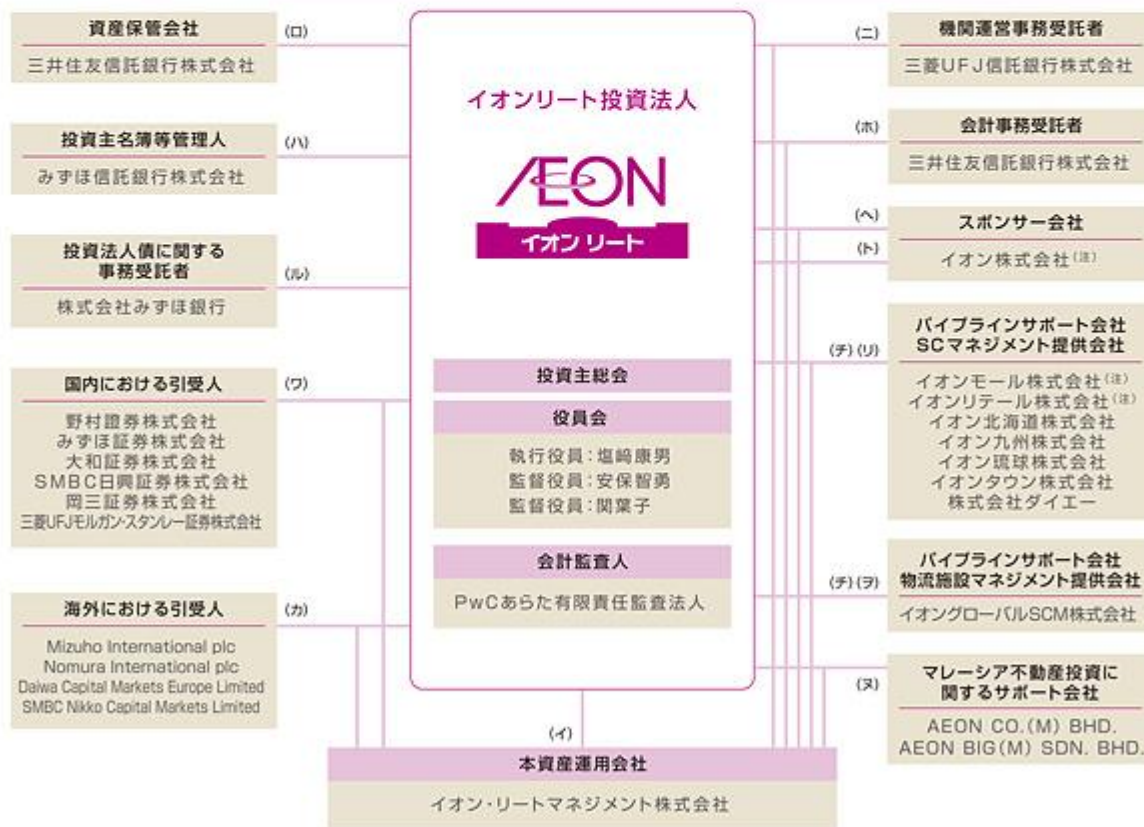 資産保管会社
三井住友信託銀行株式会社
(ロ)
投資主名簿等管理人
みずほ信託銀行株式会社
(ハ)
投資法人債に関する
事務受託者
株式会社みずほ銀行
(ル)
国内における引受人
野村證券株式会社
みずほ証券株式会社
大和証券株式会社
SMBC日興証券株式会社
岡三証券株式会社
三菱UFJモルガン・スタンレー証券株式会社
(ワ)
海外における引受人
Mizuho International plc
Nomura International plc
Daiwa Capital Markets Europe Limited
SMBC Nikko Capital Markets Limited
(カ)
イオンリート投資法人
ÆON
イオン リート
投資主総会
役員会
執行役員：塩﨑康男
監督役員：安保智勇
監督役員：関葉子
会計監査人
PwCあらた有限責任監査法人
(イ)
本資産運用会社
イオン・リートマネジメント株式会社
(ニ)
機関運営事務受託者
三菱UFJ信託銀行株式会社
(ホ)
会計事務受託者
三井住友信託銀行株式会社
(ヘ)
(ト)
スポンサー会社
イオン株式会社(注)
(チ)(リ)
パイプラインサポート会社
SCマネジメント提供会社
イオンモール株式会社(注)
イオンリテール株式会社(注)
イオン北海道株式会社
イオン九州株式会社
イオン琉球株式会社
イオンタウン株式会社
株式会社ダイエー
(チ)(ヲ)
パイプラインサポート会社
物流施設マネジメント提供会社
イオングローバルSCM株式会社
(ヌ)
マレーシア不動産投資に
関するサポート会社
AEON CO.(M) BHD.
AEON BIG(M) SDN. BHD.